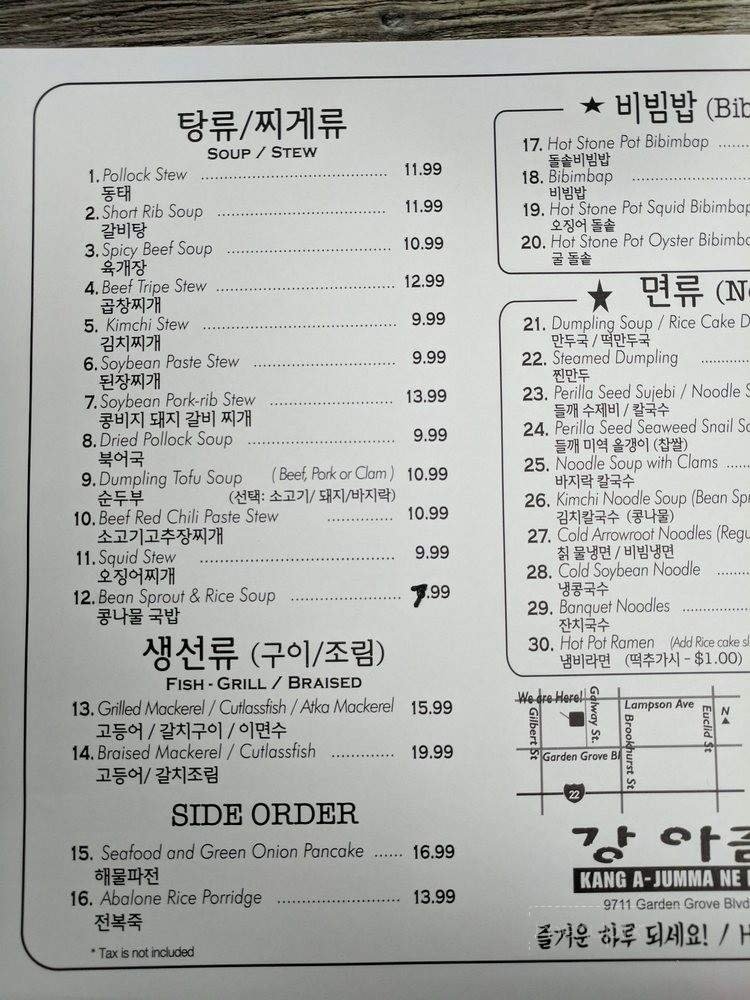 탕류/찌게류
SOUP / STEW
1. Pollock Stew ........ 11.99
동태
2. Short Rib Soup ........ 11.99
갈비탕
3. Spicy Beef Soup ........ 10.99
육개장
4. Beef Tripe Stew ........ 12.99
곱창찌개
5. Kimchi Stew ........ 9.99
김치찌개
6. Soybean Paste Stew ........ 9.99
된장찌개
7. Soybean Pork-rib Stew ........ 13.99
콩비지 돼지 갈비 찌개
8. Dried Pollock Soup ........ 9.99
북어국
9. Dumpling Tofu Soup (Beef, Pork or Clam) 10.99
순두부 (선택: 소고기/ 돼지/바지락)
10. Beef Red Chili Paste Stew ........ 10.99
소고기고추장찌개
11. Squid Stew ........ 9.99
오징어찌개
12. Bean Sprout & Rice Soup ........ 7.99
콩나물 국밥
생선류 (구이/조림)
FISH - GRILL / BRAISED
13. Grilled Mackerel / Cutlassfish / Atka Mackerel 15.99
고등어 / 갈치구이 / 이면수
14. Braised Mackerel / Cutlassfish ........ 19.99
고등어/ 갈치조림
SIDE ORDER
15. Seafood and Green Onion Pancake ...... 16.99
해물파전
16. Abalone Rice Porridge ........ 13.99
전복죽
* Tax is not included
★ 비빔밥 (Bib
17. Hot Stone Pot Bibimbap ......
돌솥비빔밥
18. Bibimbap ........
비빔밥
19. Hot Stone Pot Squid Bibimbap
오징어 돌솥
20. Hot Stone Pot Oyster Bibimba
굴 돌솥
★ 면류 (No
21. Dumpling Soup / Rice Cake D
만두국 / 떡만두국
22. Steamed Dumpling ........
찐만두
23. Perilla Seed Sujebi / Noodle S
들깨 수제비 / 칼국수
24. Perilla Seed Seaweed Snail So
들깨 미역 올갱이 (찹쌀)
25. Noodle Soup with Clams ....
바지락 칼국수
26. Kimchi Noodle Soup (Bean Spr
김치칼국수 (콩나물)
27. Cold Arrowroot Noodles (Regu
칡 물냉면 / 비빔냉면
28. Cold Soybean Noodle ......
냉콩국수
29. Banquet Noodles ........
잔치국수
30. Hot Pot Ramen (Add Rice cake sl
냄비라면 (떡추가시 - $1.00)
We are Here!
Gilbert St
Galway St.
Lampson Ave
Brookhurst St
Euclid St
N
Garden Grove Bl
22
강 아줌
KANG A-JUMMA NE
9711 Garden Grove Blvd
즐거운 하루 되세요! / H